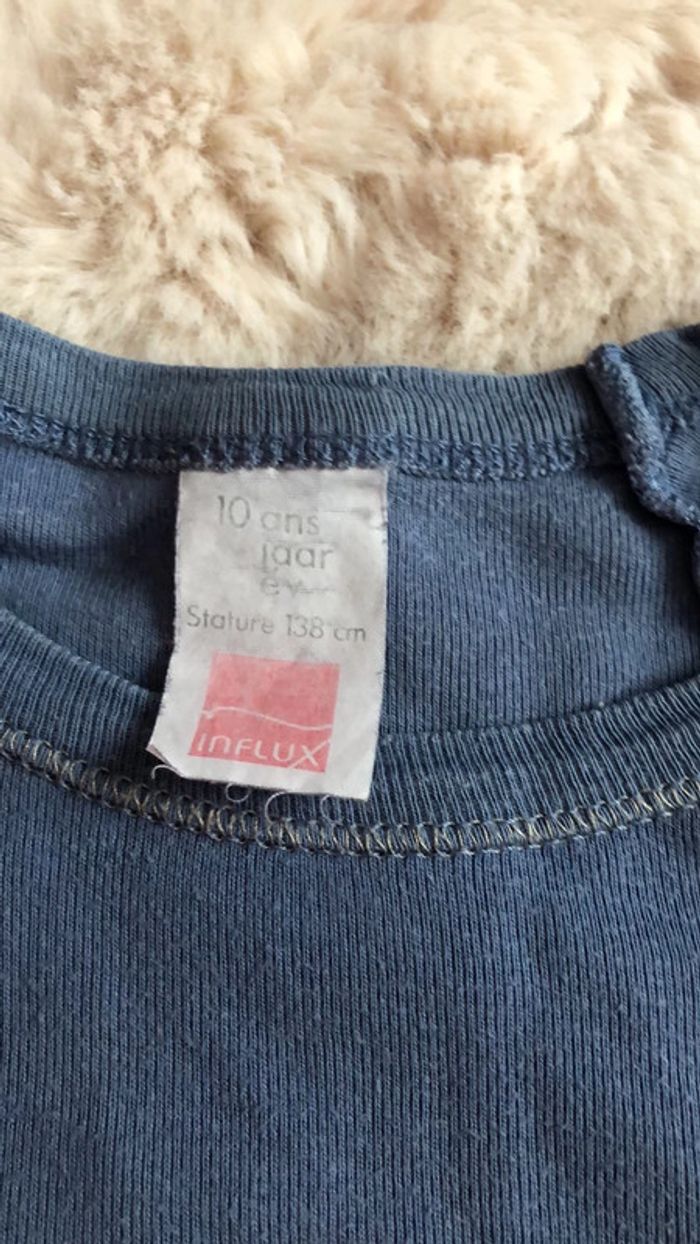 10 ans
jaar
Stature 138 cm
INFLUX